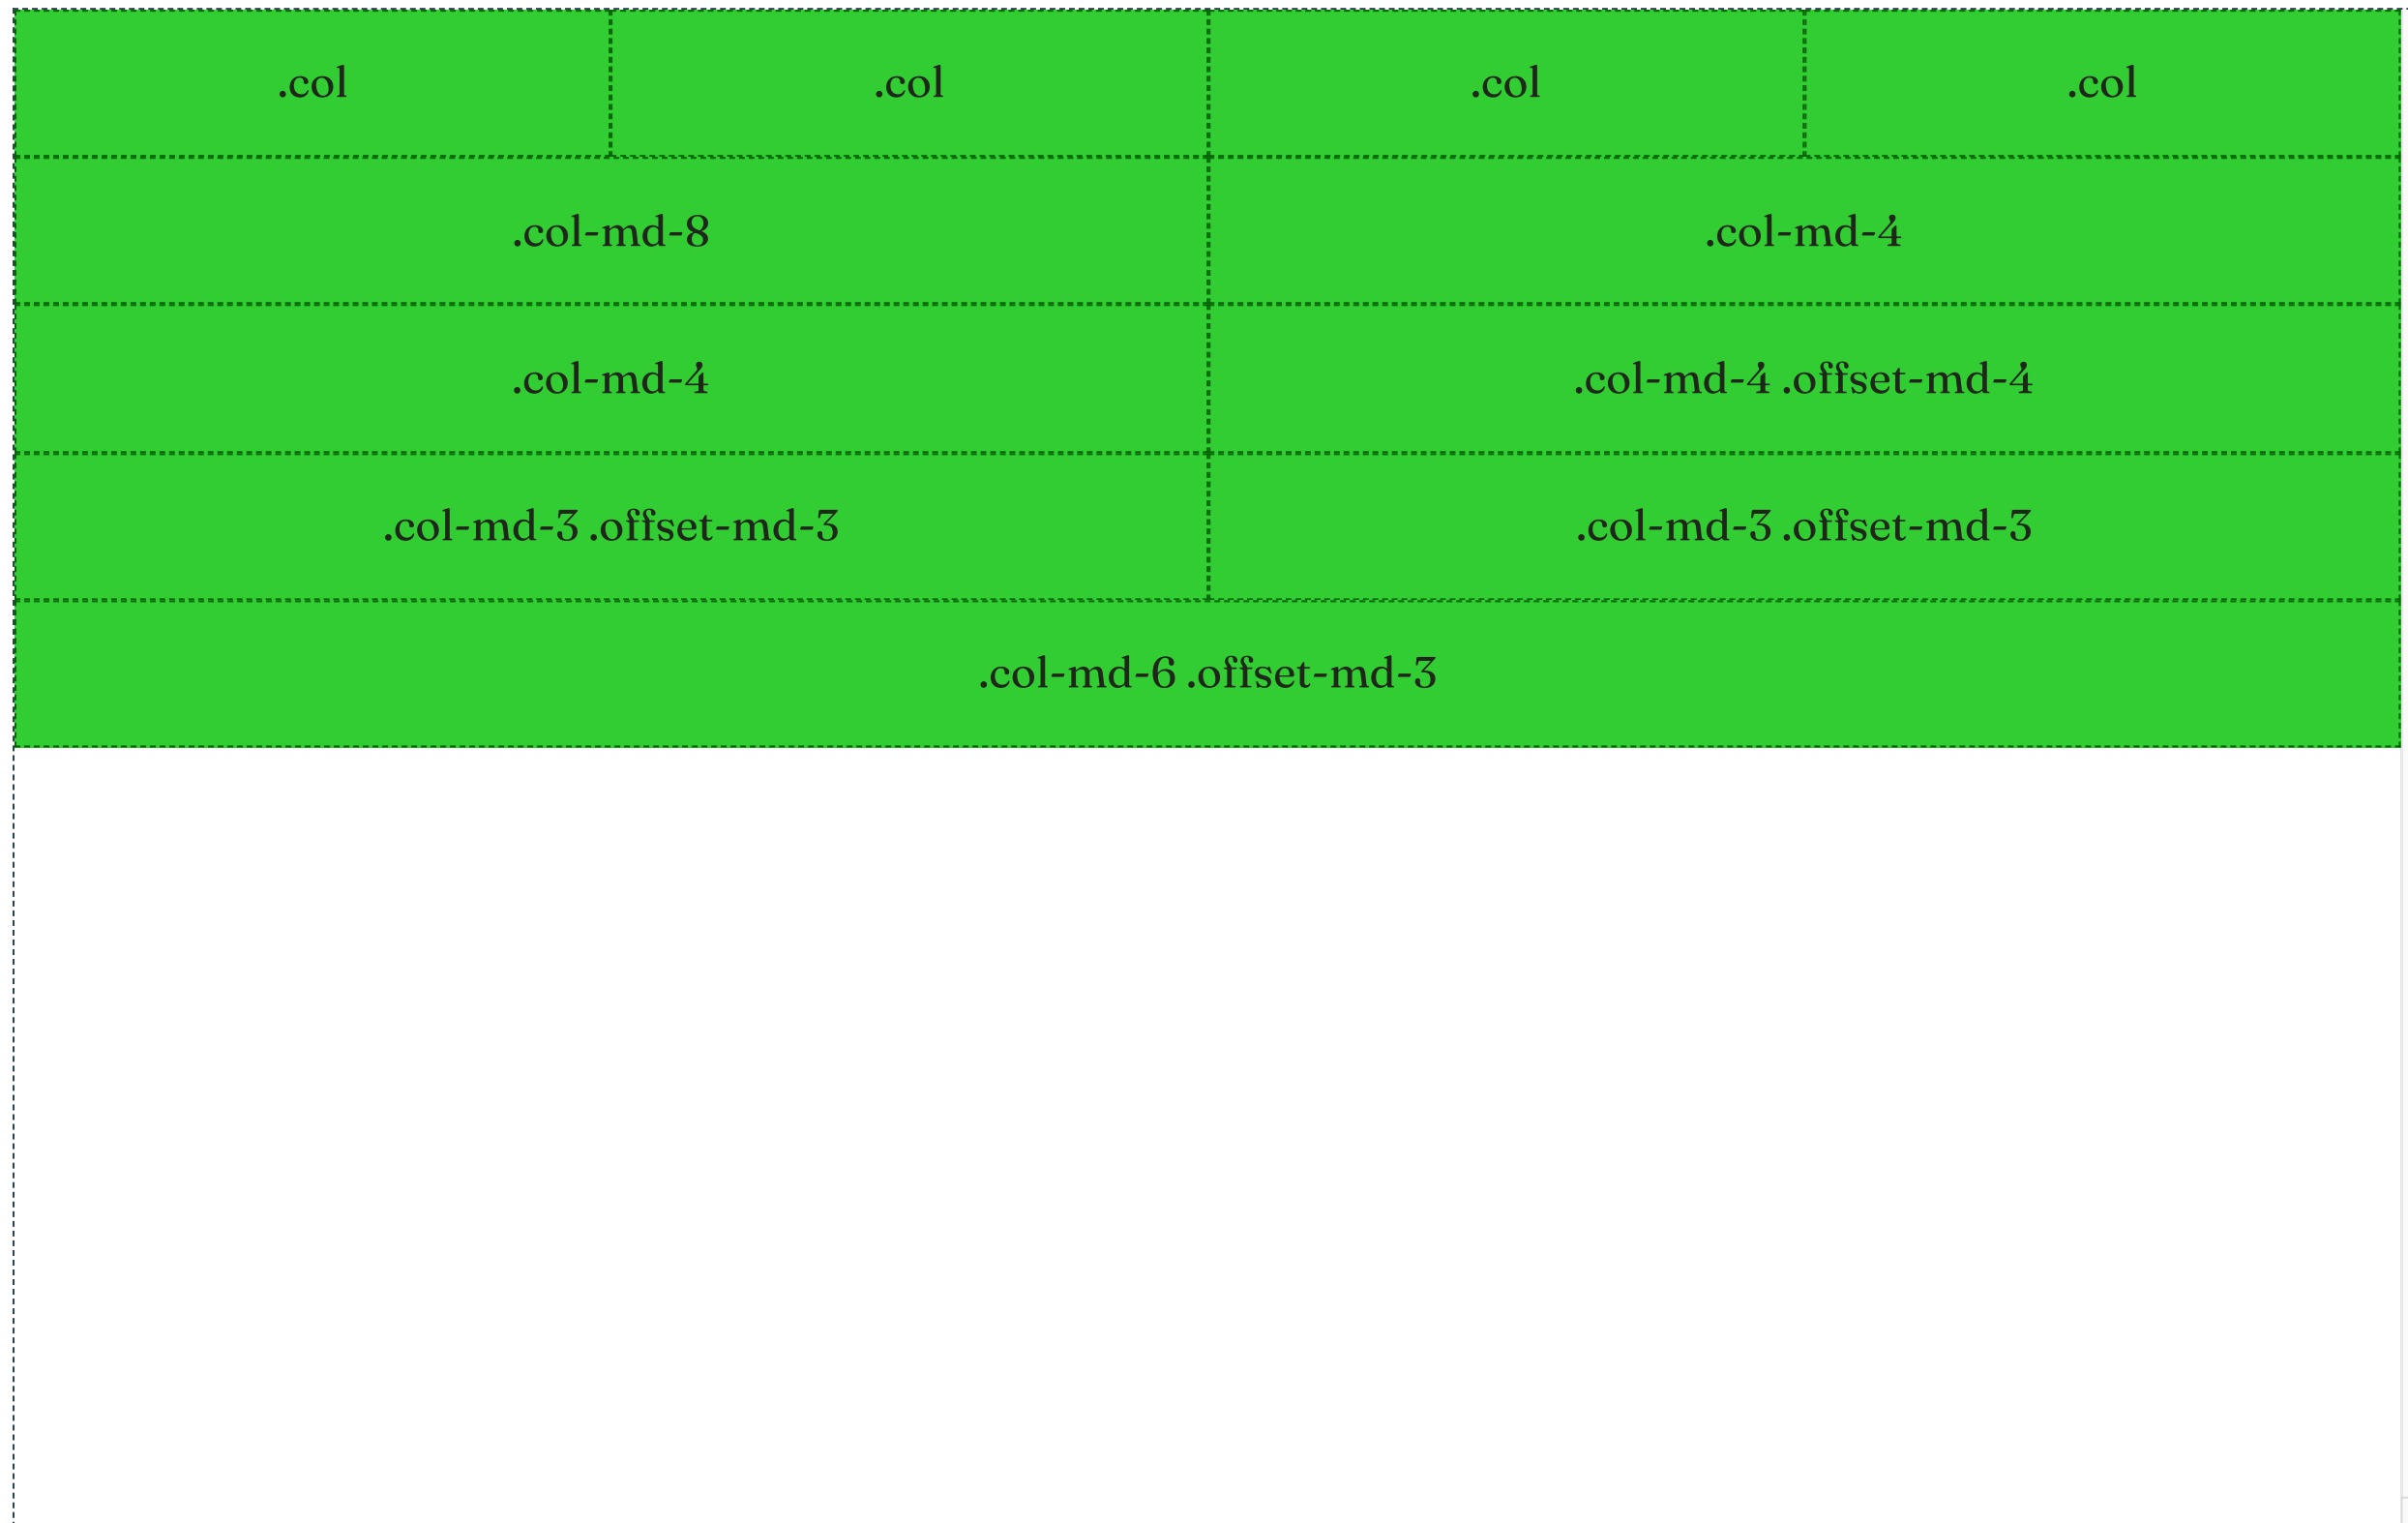 .col .col .col .col
.col-md-8 .col-md-4
.col-md-4 .col-md-4 .offset-md-4
.col-md-3 .offset-md-3 .col-md-3 .offset-md-3
.col-md-6 .offset-md-3